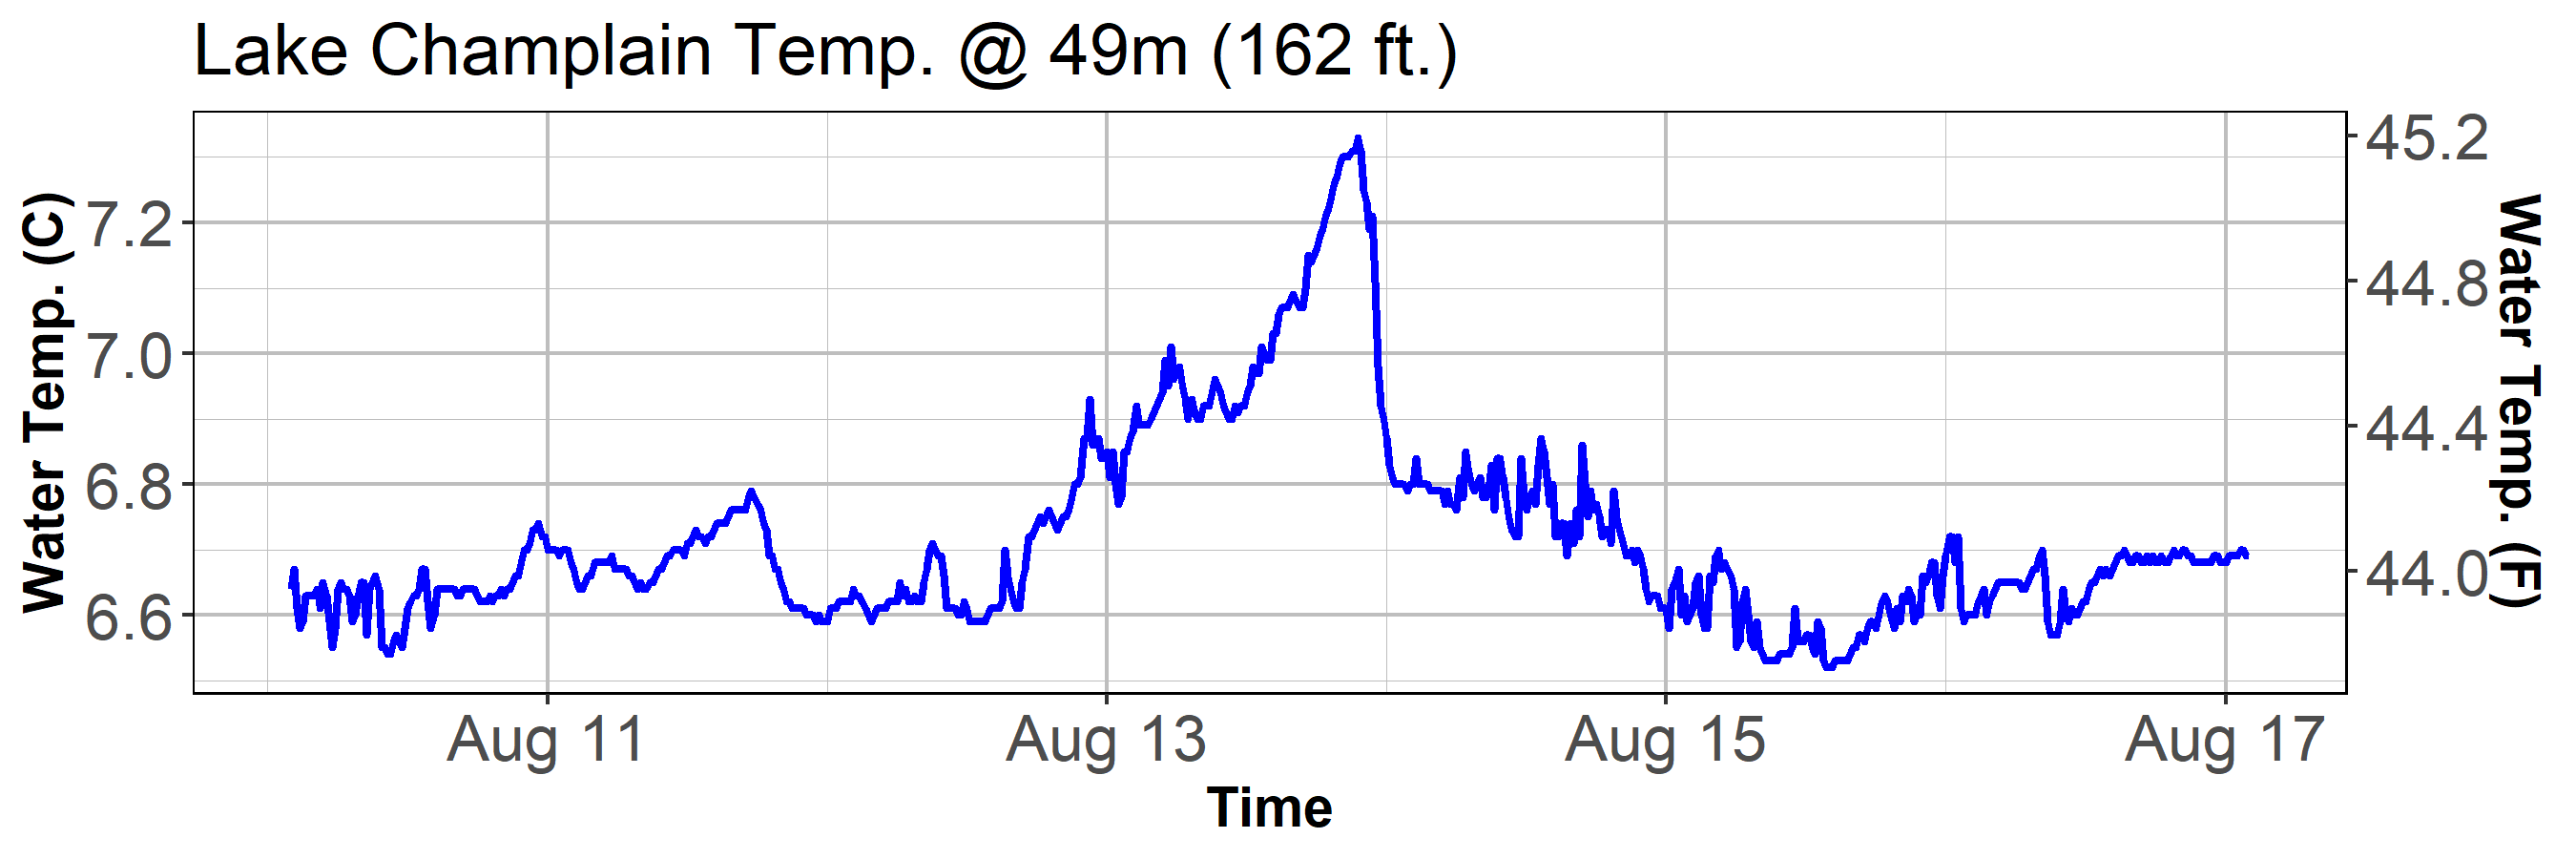 Lake Champlain Temp. @ 49m (162 ft.)
Water Temp. (C)
7.2
7.0
6.8
6.6
45.2
44.8
44.4
44.0
Water Temp. (F)
Aug 11 Aug 13 Aug 15 Aug 17
Time